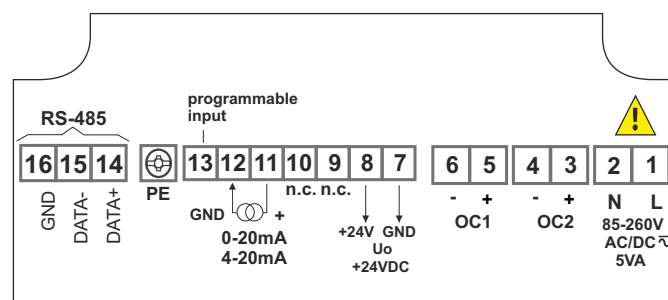 programmable
input
RS-485
16 15 14
PE
13 12 11 10 9 8 7
6 5
4 3
2 1
GND
DATA-
DATA+
n.c. n.c.
GND
+
0-20mA
4-20mA
+24V GND
Uo
+24VDC
- +
OC1
- +
OC2
N L
85-260V
AC/DC
5VA
!